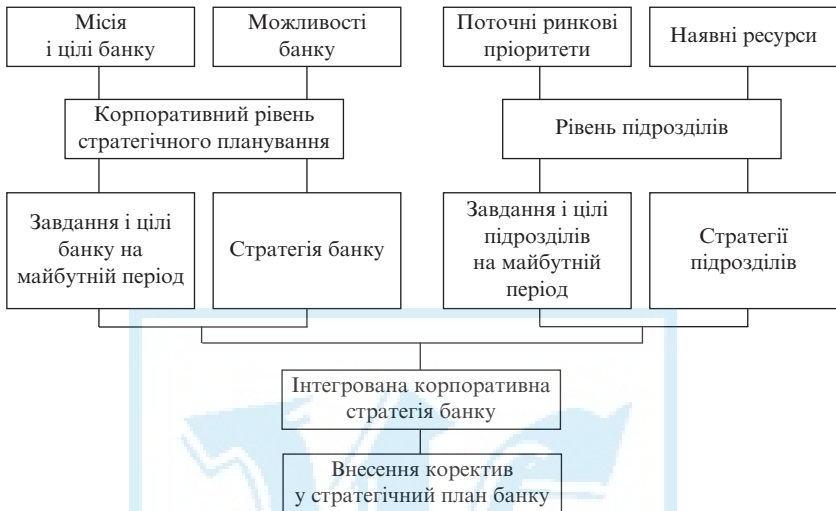 Місія
і цілі банку
Можливості
банку
Поточні ринкові
пріоритети
Наявні ресурси
Корпоративний рівень
стратегічного планування
Рівень підрозділів
Завдання і цілі
банку на
майбутній період
Стратегія банку
Завдання і цілі
підрозділів
на майбутній
період
Стратегії
підрозділів
Інтегрована корпоративна
стратегія банку
Внесення коректив
у стратегічний план банку